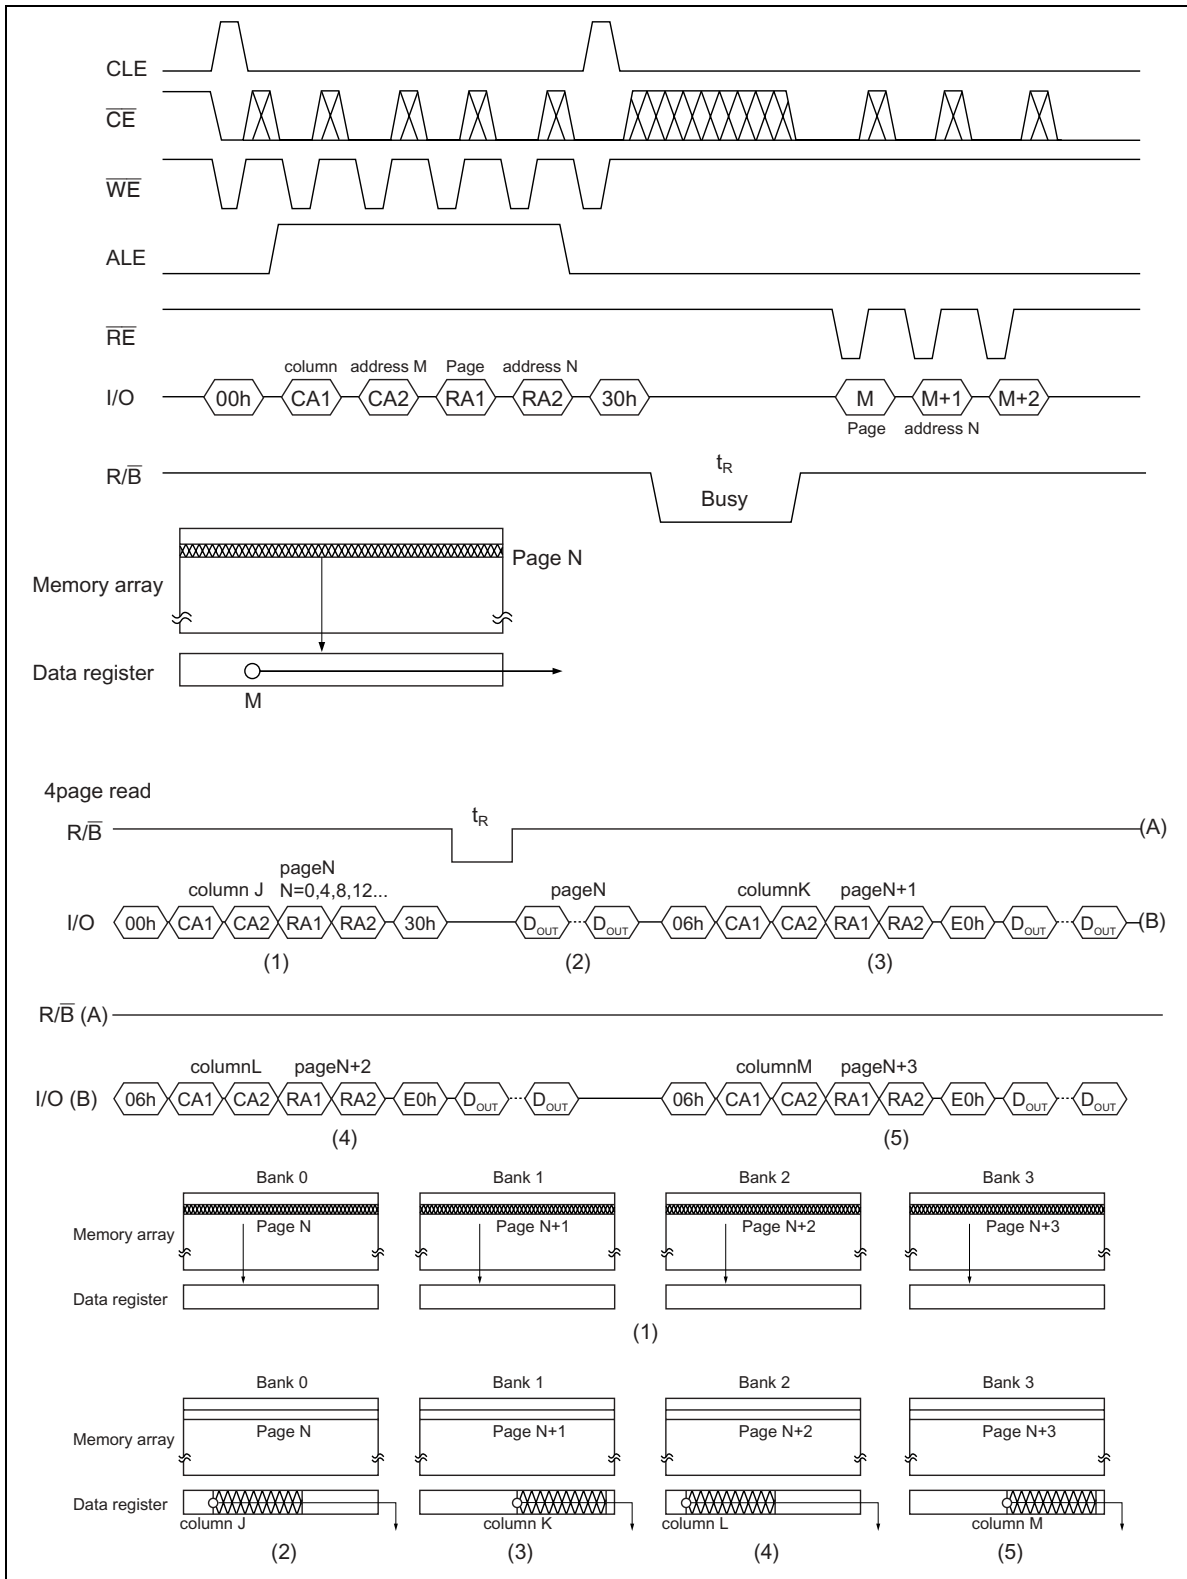 CLE
CE
WE
ALE
RE
column address M Page address N
I/O 00h CA1 CA2 RA1 RA2 30h M M+1 M+2
Page address N
R/B
tR
Busy
Page N
Memory array
Data register
M
4page read
R/B tR (A)
pageN
column J N=0,4,8,12... pageN columnK pageN+1
I/O 00h CA1 CA2 RA1 RA2 30h DOUT DOUT 06h CA1 CA2 RA1 RA2 E0h DOUT DOUT (B)
(1) (2) (3)
R/B (A)
columnL pageN+2 columnM pageN+3
I/O (B) 06h CA1 CA2 RA1 RA2 E0h DOUT DOUT 06h CA1 CA2 RA1 RA2 E0h DOUT DOUT
(4) (5)
Bank 0 Bank 1 Bank 2 Bank 3
Memory array Page N Page N+1 Page N+2 Page N+3
Data register
(1)
Bank 0 Bank 1 Bank 2 Bank 3
Memory array Page N Page N+1 Page N+2 Page N+3
Data register
column J column K column L column M
(2) (3) (4) (5)